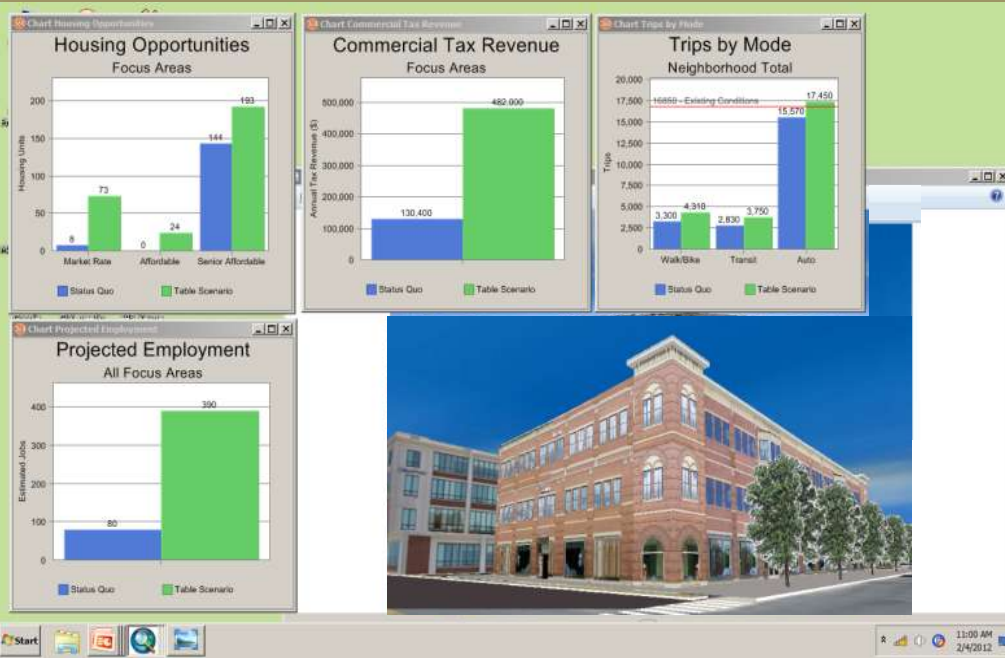 Chart Housing Opportunities
Housing Opportunities
Focus Areas
Housing Units
200
150
100
50
0
8
73
0
24
144
193
Market Rate Affordable Senior Affordable
Status Quo Table Scenario
Chart Commercial Tax Revenue
Commercial Tax Revenue
Focus Areas
Annual Tax Revenue ($)
500,000
400,000
300,000
200,000
100,000
0
130,400
482,000
Status Quo Table Scenario
Chart Trips by Mode
Trips by Mode
Neighborhood Total
Trips
20,000
17,500
15,000
12,500
10,000
7,500
5,000
2,500
0
16850 - Existing Conditions
3,300
4,310
2,830
3,750
15,570
17,450
Walk/Bike Transit Auto
Status Quo Table Scenario
Chart Projected Employment
Projected Employment
All Focus Areas
Estimated Jobs
400
300
200
100
0
80
390
Status Quo Table Scenario
Start
11:00 AM
2/4/2012